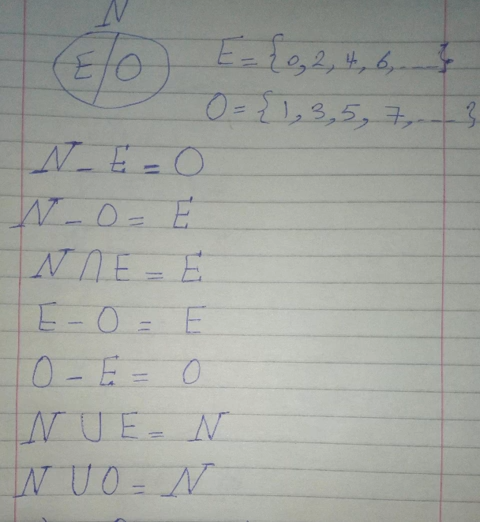 N
E O E = {0, 2, 4, 6, ......}
O = {1, 3, 5, 7, ......}
N - E = O
N - O = E
N ∩ E = E
E - O = E
O - E = O
N U E = N
N U O = N